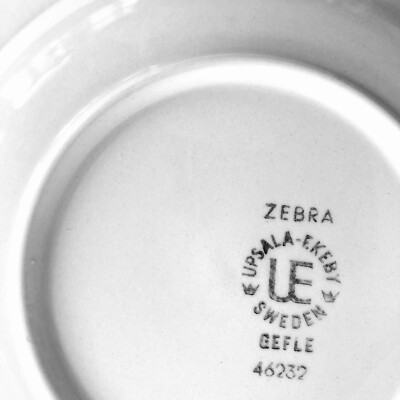 ZEBRA
UPSALA-EKEBY
UE
SWEDEN
GEFLE
46232